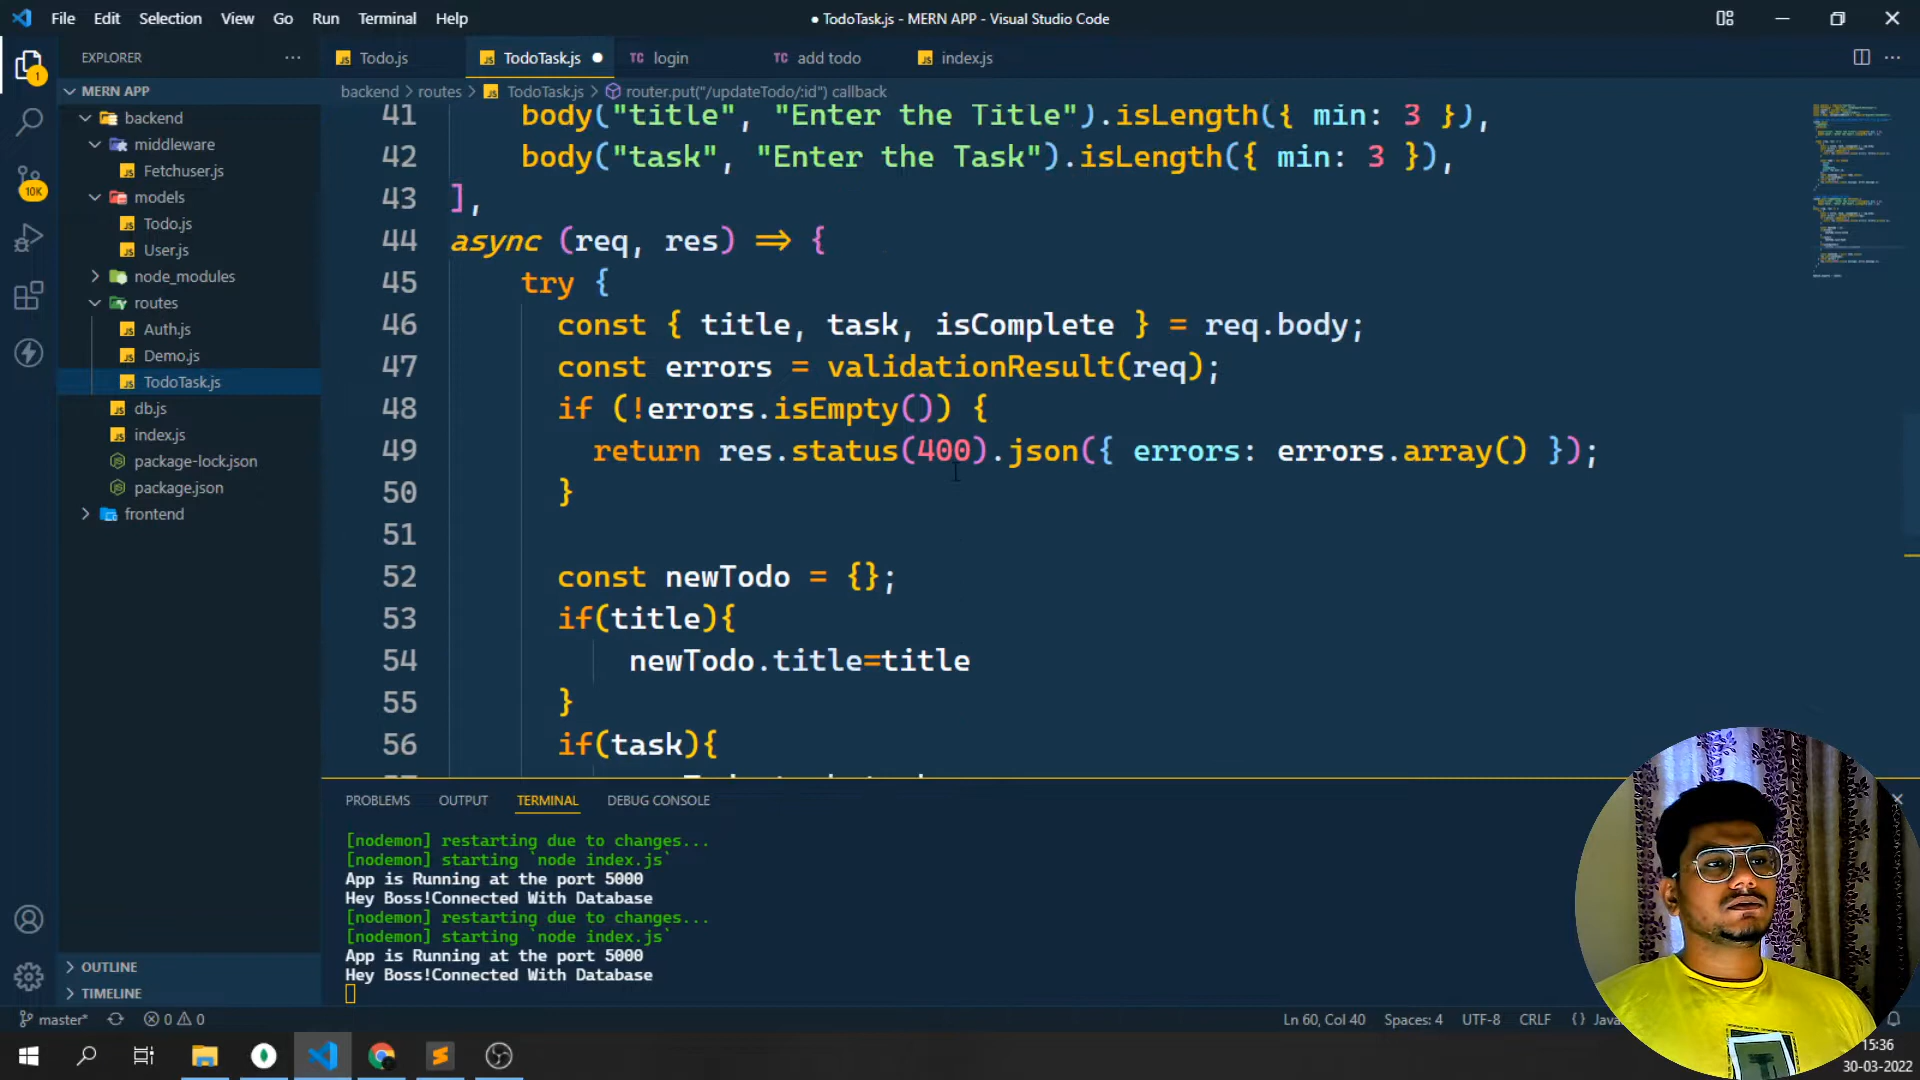 File Edit Selection View Go Run Terminal Help
● TodoTask.js - MERN APP - Visual Studio Code
EXPLORER
Todo.js
TodoTask.js
TC login
TC add todo
index.js
MERN APP
backend > routes > TodoTask.js > router.put("/updateTodo/:id") callback
backend
middleware
Fetchuser.js
models
Todo.js
User.js
node_modules
routes
Auth.js
Demo.js
TodoTask.js
db.js
index.js
package-lock.json
package.json
frontend
1
10K
41 body("title", "Enter the Title").isLength({ min: 3 }),
42 body("task", "Enter the Task").isLength({ min: 3 }),
43 ],
44 async (req, res) => {
45 try {
46 const { title, task, isComplete } = req.body;
47 const errors = validationResult(req);
48 if (!errors.isEmpty()) {
49 return res.status(400).json({ errors: errors.array() });
50 }
51
52 const newTodo = {};
53 if(title){
54 newTodo.title=title
55 }
56 if(task){
PROBLEMS OUTPUT TERMINAL DEBUG CONSOLE
[nodemon] restarting due to changes...
[nodemon] starting `node index.js`
App is Running at the port 5000
Hey Boss!Connected With Database
[nodemon] restarting due to changes...
[nodemon] starting `node index.js`
App is Running at the port 5000
Hey Boss!Connected With Database
OUTLINE
TIMELINE
master* 0 0
Ln 60, Col 40 Spaces: 4 UTF-8 CRLF {}
15:36
30-03-2022